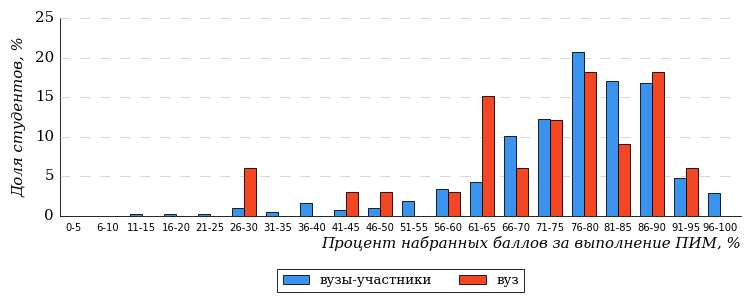 25
20
15
10
5
0
Доля студентов, %
0-5 6-10 11-15 16-20 21-25 26-30 31-35 36-40 41-45 46-50 51-55 56-60 61-65 66-70 71-75 76-80 81-85 86-90 91-95 96-100
Процент набранных баллов за выполнение ПИМ, %
вузы-участники вуз